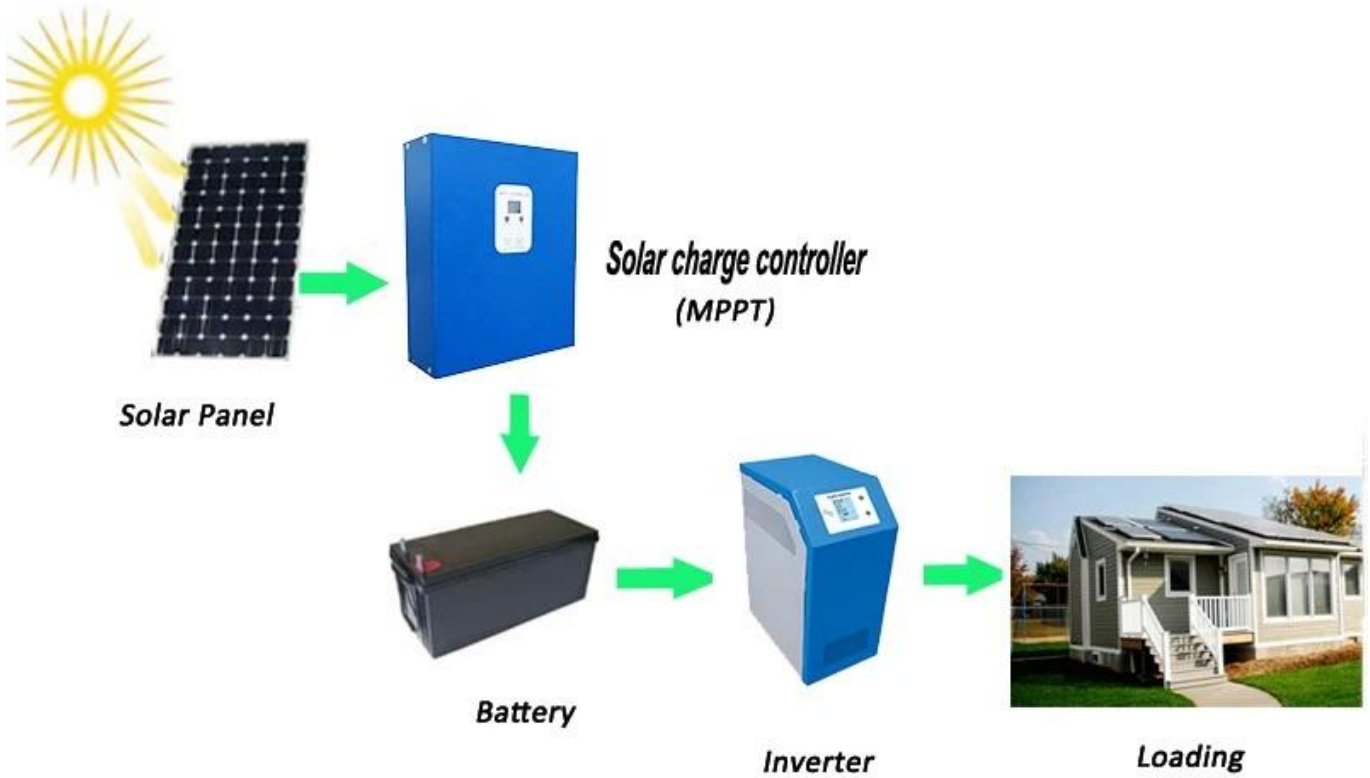 Solar charge controller
(MPPT)
Solar Panel
Battery
Inverter
Loading